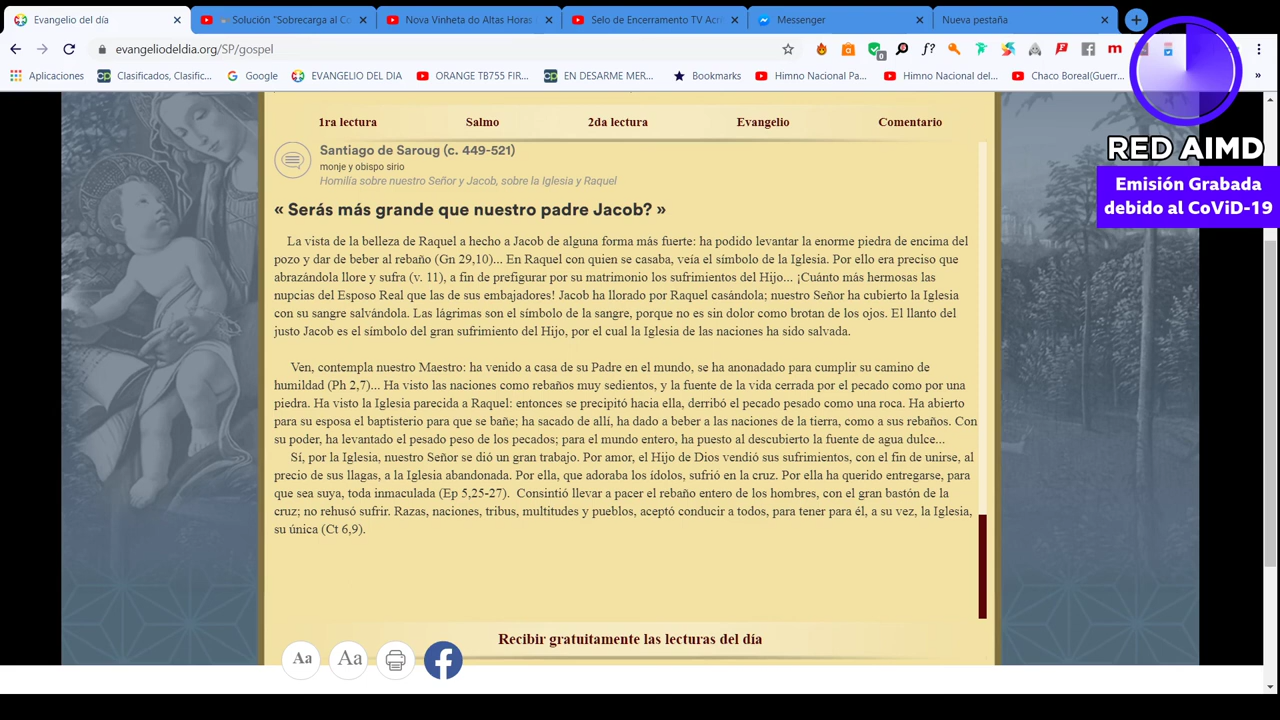 Evangelio del día
Solución "Sobrecarga al Co
Nova Vinheta do Altas Horas
Selo de Encerramento TV Acri
Messenger
Nueva pestaña
evangeliodeldia.org/SP/gospel
f?
0
m
Aplicaciones
Clasificados, Clasific...
Google
EVANGELIO DEL DIA
ORANGE TB755 FIR...
EN DESARME MER...
Bookmarks
Himno Nacional Pa...
Himno Nacional del...
Chaco Boreal(Guerr...
»
RED AIMD
Emisión Grabada
debido al CoViD-19
1ra lectura Salmo 2da lectura Evangelio Comentario
Santiago de Saroug (c. 449-521)
monje y obispo sirio
Homilía sobre nuestro Señor y Jacob, sobre la Iglesia y Raquel
« Serás más grande que nuestro padre Jacob? »
La vista de la belleza de Raquel a hecho a Jacob de alguna forma más fuerte: ha podido levantar la enorme piedra de encima del
pozo y dar de beber al rebaño (Gn 29,10)... En Raquel con quien se casaba, veía el símbolo de la Iglesia. Por ello era preciso que
abrazándola llore y sufra (v. 11), a fin de prefigurar por su matrimonio los sufrimientos del Hijo... ¡Cuánto más hermosas las
nupcias del Esposo Real que las de sus embajadores! Jacob ha llorado por Raquel casándola; nuestro Señor ha cubierto la Iglesia
con su sangre salvándola. Las lágrimas son el símbolo de la sangre, porque no es sin dolor como brotan de los ojos. El llanto del
justo Jacob es el símbolo del gran sufrimiento del Hijo, por el cual la Iglesia de las naciones ha sido salvada.
Ven, contempla nuestro Maestro: ha venido a casa de su Padre en el mundo, se ha anonadado para cumplir su camino de
humildad (Ph 2,7)... Ha visto las naciones como rebaños muy sedientos, y la fuente de la vida cerrada por el pecado como por una
piedra. Ha visto la Iglesia parecida a Raquel: entonces se precipitó hacia ella, derribó el pecado pesado como una roca. Ha abierto
para su esposa el baptisterio para que se bañe; ha sacado de allí, ha dado a beber a las naciones de la tierra, como a sus rebaños. Con
su poder, ha levantado el pesado peso de los pecados; para el mundo entero, ha puesto al descubierto la fuente de agua dulce...
Sí, por la Iglesia, nuestro Señor se dió un gran trabajo. Por amor, el Hijo de Dios vendió sus sufrimientos, con el fin de unirse, al
precio de sus llagas, a la Iglesia abandonada. Por ella, que adoraba los ídolos, sufrió en la cruz. Por ella ha querido entregarse, para
que sea suya, toda inmaculada (Ep 5,25-27). Consintió llevar a pacer el rebaño entero de los hombres, con el gran bastón de la
cruz; no rehusó sufrir. Razas, naciones, tribus, multitudes y pueblos, aceptó conducir a todos, para tener para él, a su vez, la Iglesia,
su única (Ct 6,9).
Recibir gratuitamente las lecturas del día
Aa Aa